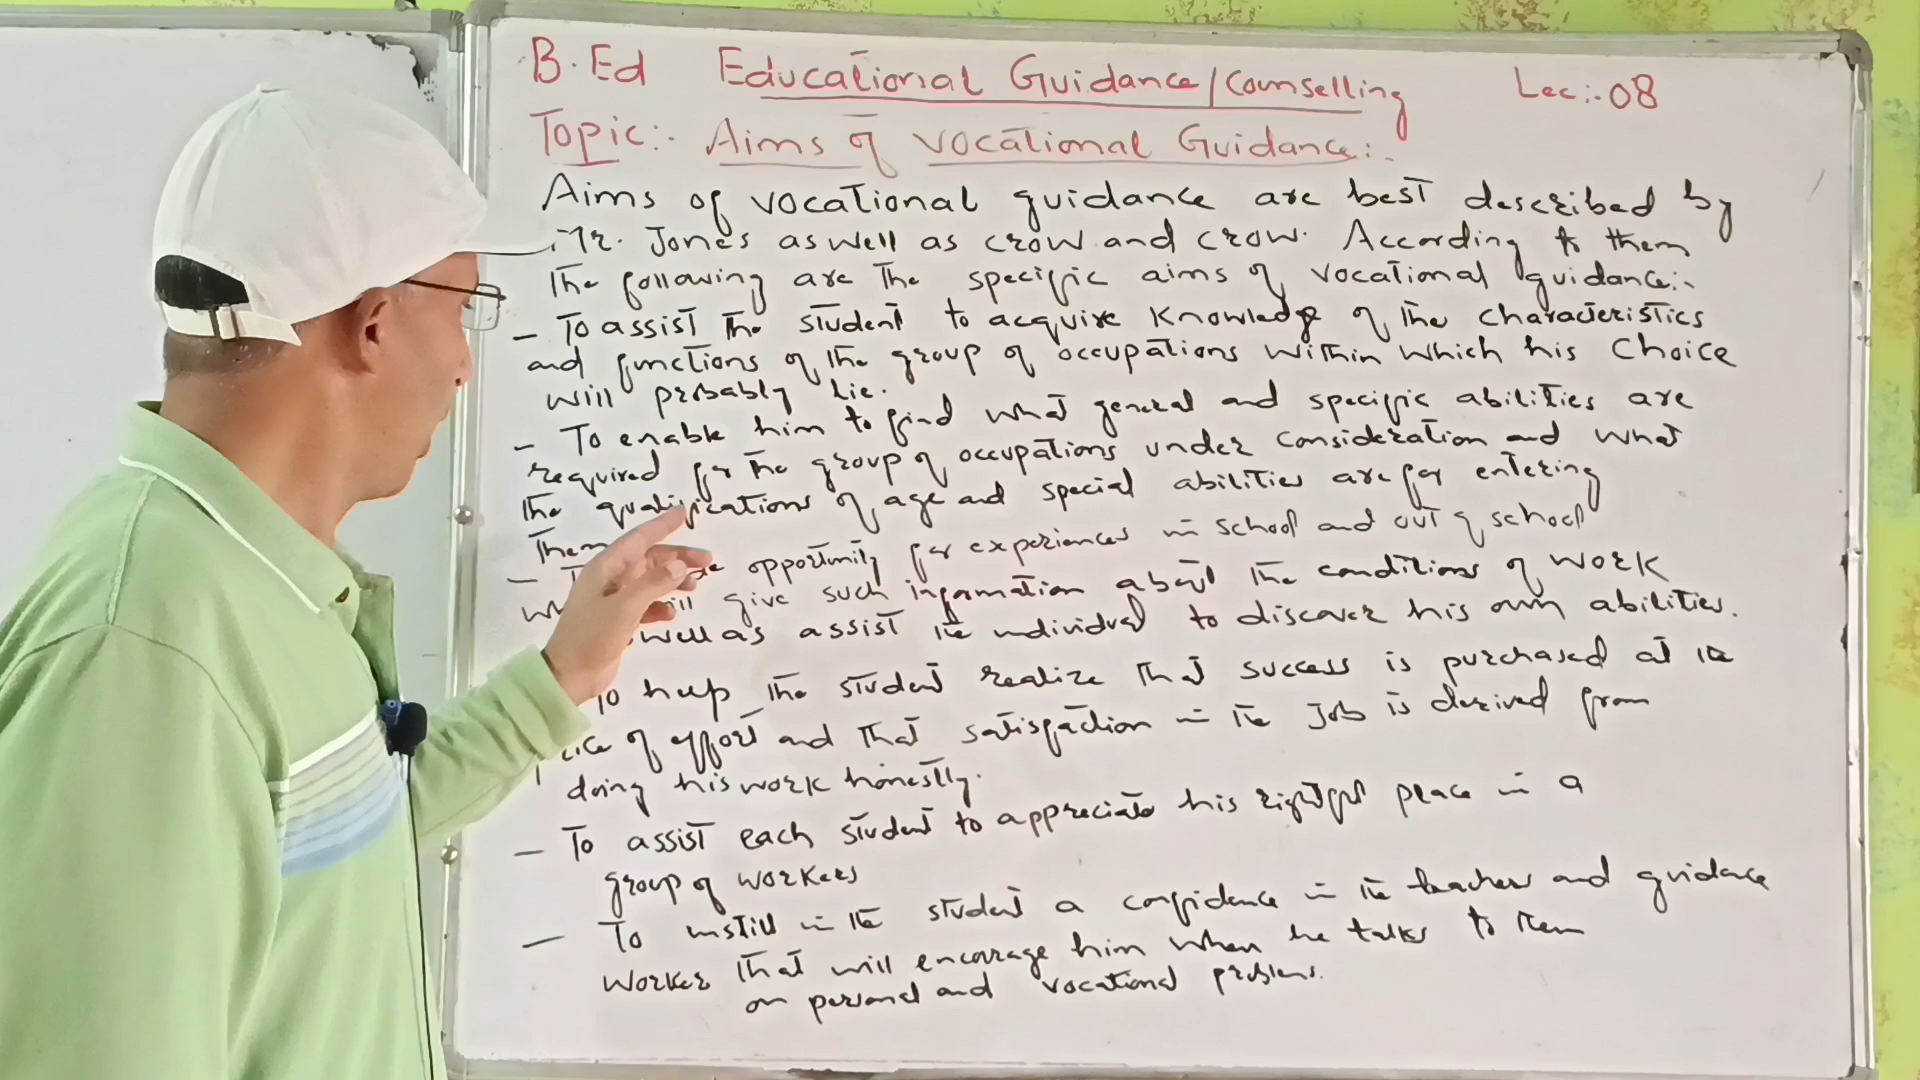 B.Ed Educational Guidance/Counselling Lec:-08
Topic:- Aims of Vocational Guidance:-
Aims of vocational guidance are best described by
Mr. Jones as well as crow and crow. According to them
The following are The specific aims of vocational guidance:-
- To assist The student to acquire knowledge of The characteristics
and functions of The group of occupations within which his choice
will probably lie.
- To enable him to find what general and specific abilities are
required for The group of occupations under consideration and what
The qualifications of age and special abilities are for entering
Them
- opportunity for experiences in school and out of school
will give such information about The conditions of work
well as assist the individual to discover his own abilities.
To help The student realize That success is purchased at the
of effort and That satisfaction in the Job is derived from
doing his work honestly.
- To assist each student to appreciate his rightful place in a
group of workers
- To instill in the student a confidence in the teacher and guidance
worker That will encourage him when he talks to them
on personal and vocational problems.